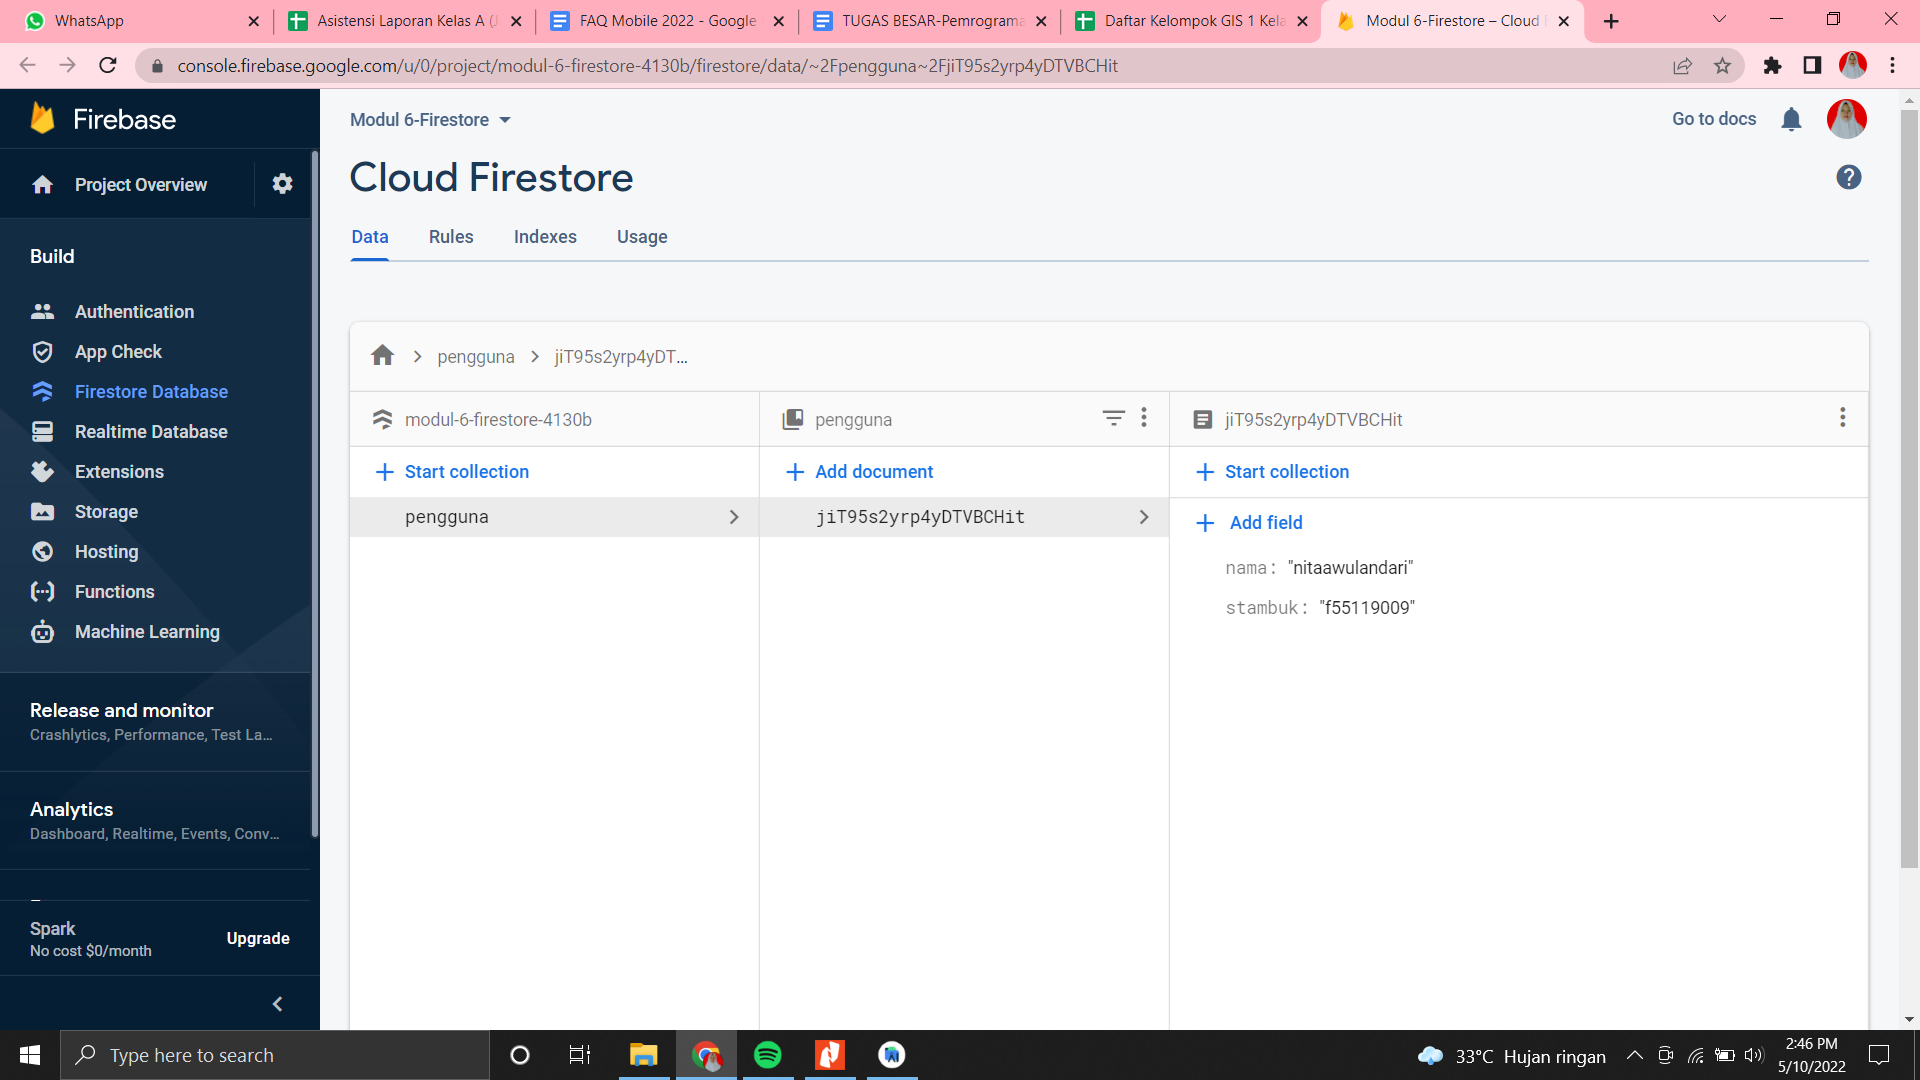 WhatsApp
Asistensi Laporan Kelas A (J
FAQ Mobile 2022 - Google
TUGAS BESAR-Pemrograma
Daftar Kelompok GIS 1 Kela
Modul 6-Firestore – Cloud F
console.firebase.google.com/u/0/project/modul-6-firestore-4130b/firestore/data/~2Fpengguna~2FjiT95s2yrp4yDTVBCHit
Firebase
Project Overview
Build
Authentication
App Check
Firestore Database
Realtime Database
Extensions
Storage
Hosting
Functions
Machine Learning
Release and monitor
Crashlytics, Performance, Test La...
Analytics
Dashboard, Realtime, Events, Conv...
Spark
No cost $0/month
Upgrade
Modul 6-Firestore
Go to docs
Cloud Firestore
Data
Rules
Indexes
Usage
pengguna
jiT95s2yrp4yDT...
modul-6-firestore-4130b
Start collection
pengguna
pengguna
Add document
jiT95s2yrp4yDTVBCHit
jiT95s2yrp4yDTVBCHit
Start collection
Add field
nama: "nitaawulandari"
stambuk: "f55119009"
Type here to search
33°C Hujan ringan
2:46 PM
5/10/2022